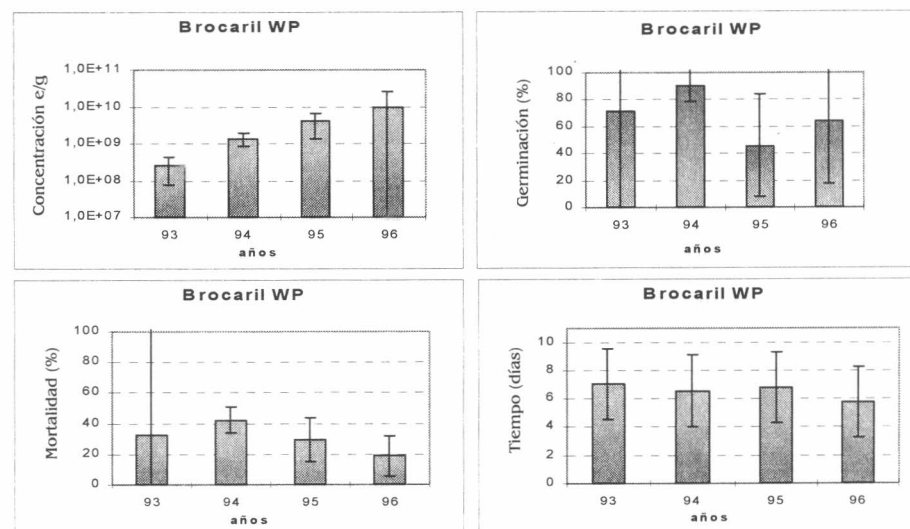 Brocaril WP
Concentración e/g
1,0E+11
1,0E+10
1,0E+09
1,0E+08
1,0E+07
93 94 95 96
años
Brocaril WP
Germinación (%)
100
80
60
40
20
0
93 94 95 96
años
Brocaril WP
Mortalidad (%)
100
80
60
40
20
0
93 94 95 96
años
Brocaril WP
Tiempo (días)
10
8
6
4
2
0
93 94 95 96
años